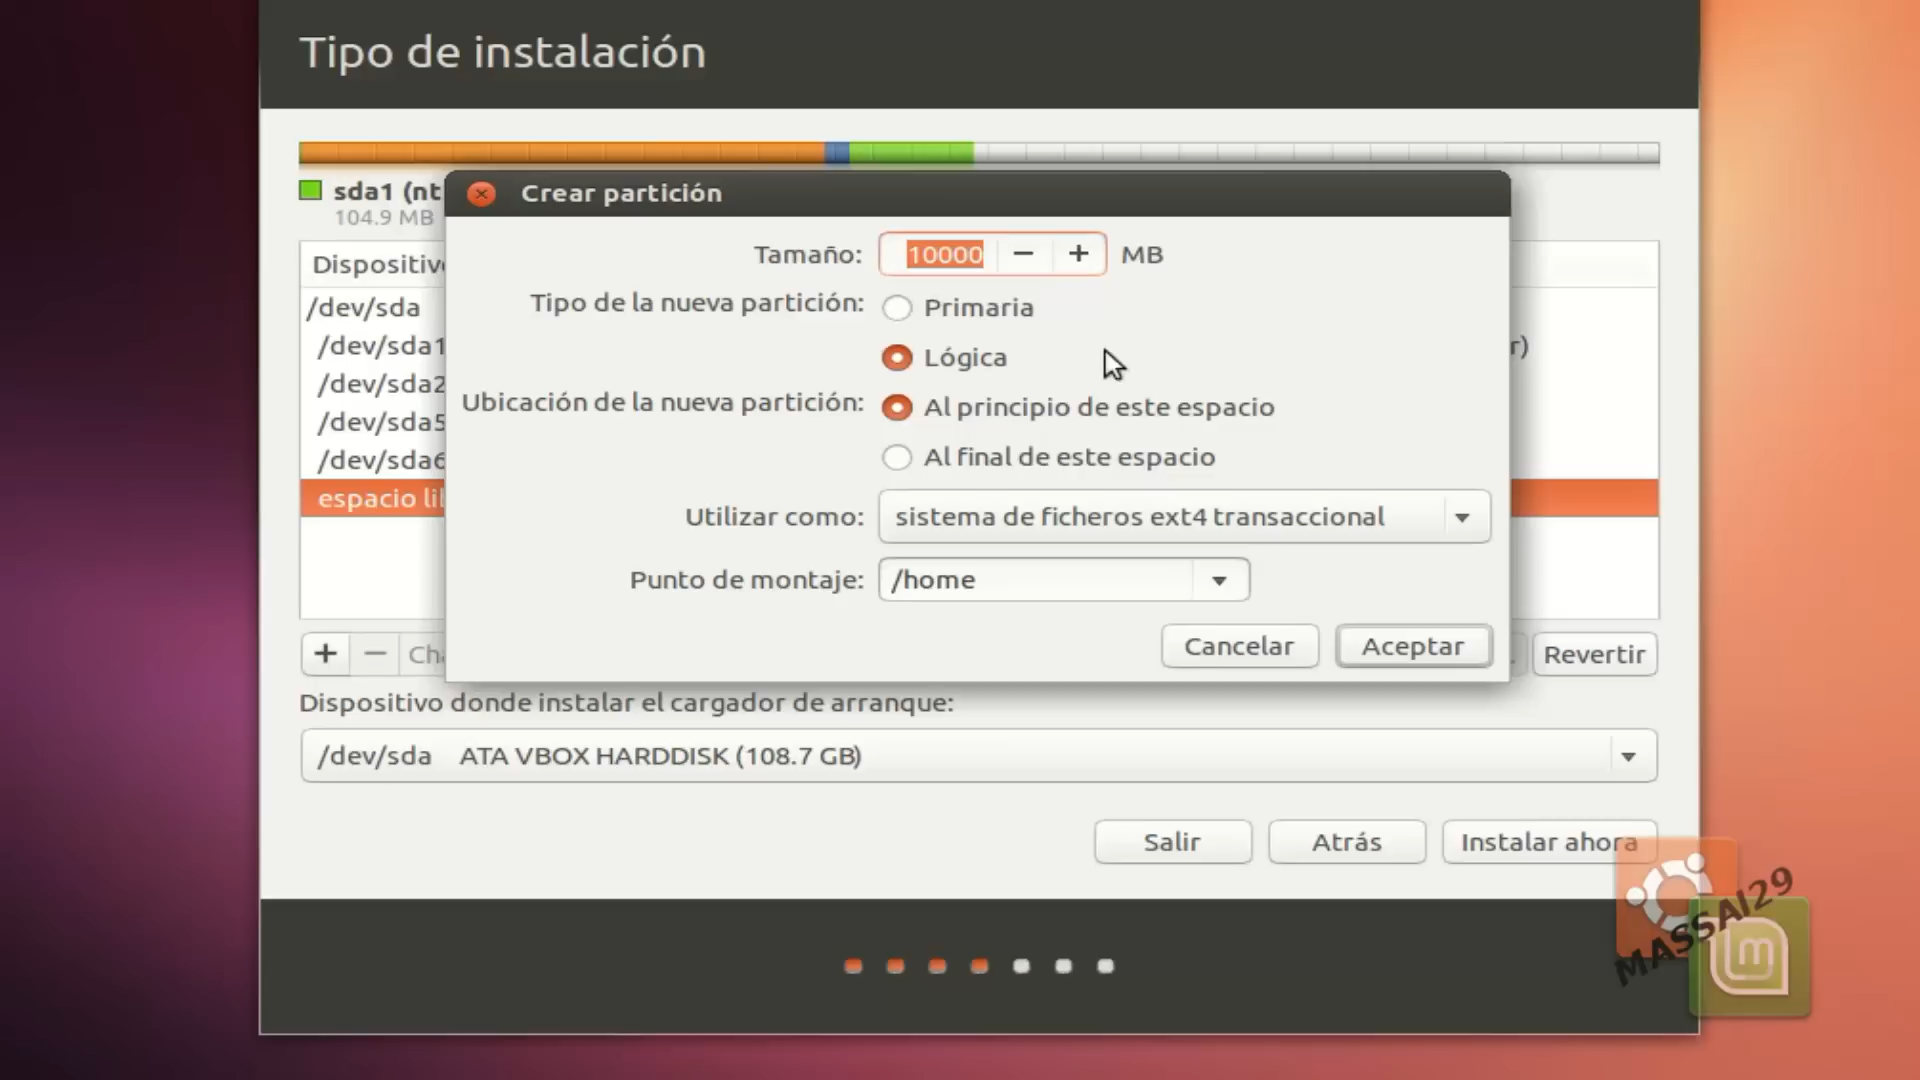 Tipo de instalación
sda1 (nt
104.9 MB
Crear partición
Tamaño: 10000 − + MB
Tipo de la nueva partición: Primaria
Lógica
Ubicación de la nueva partición: Al principio de este espacio
Al final de este espacio
Utilizar como: sistema de ficheros ext4 transaccional
Punto de montaje: /home
Cancelar Aceptar
Dispositivo
/dev/sda
/dev/sda1
r)
/dev/sda2
/dev/sda5
/dev/sda6
espacio lib
+ − Cha
Revertir
Dispositivo donde instalar el cargador de arranque:
/dev/sda ATA VBOX HARDDISK (108.7 GB)
Salir Atrás Instalar ahora
MASSAI29